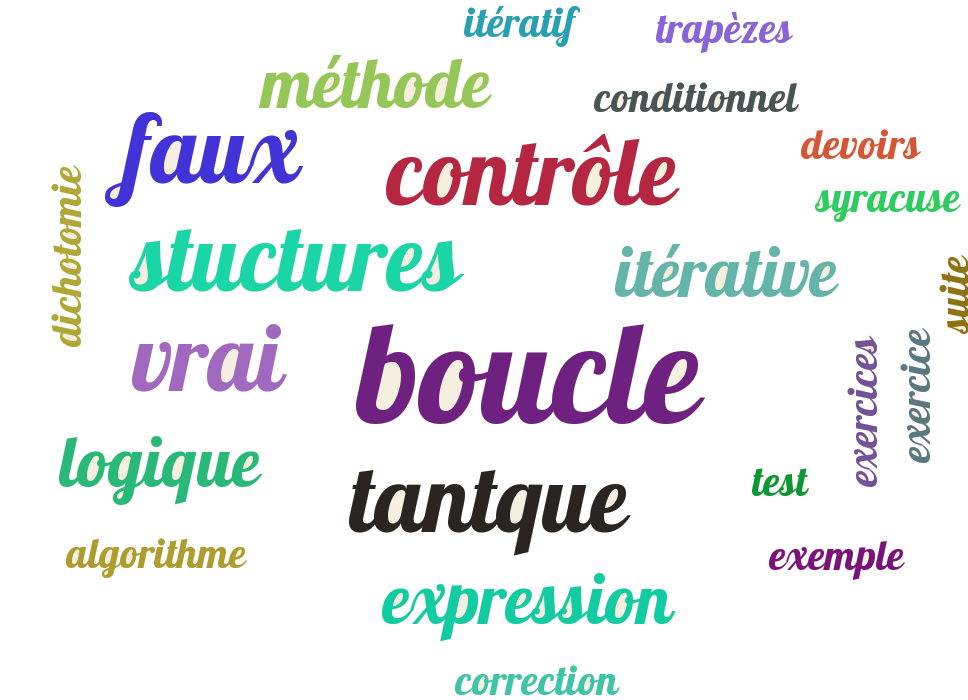 itératif
trapèzes
méthode
conditionnel
faux
contrôle
devoirs
dichotomie
syracuse
stuctures
itérative
suite
vrai
boucle
exercices
exercice
logique
tantque
test
algorithme
exemple
expression
correction